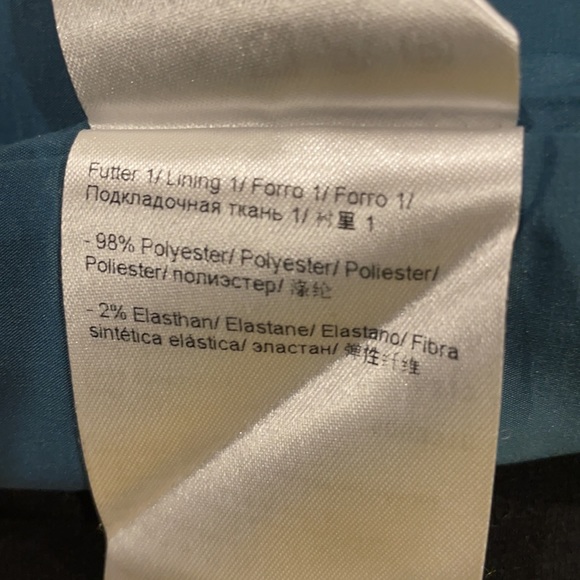 Futter 1/ Lining 1/ Forro 1/ Forro 1/
Подкладочная ткань 1/ 衬里 1
- 98% Polyester/ Polyester/ Poliester/
Poliester/ полиэстер/ 涤纶
- 2% Elasthan/ Elastane/ Elastano/ Fibra
sintética elástica/ эластан/ 弹性纤维